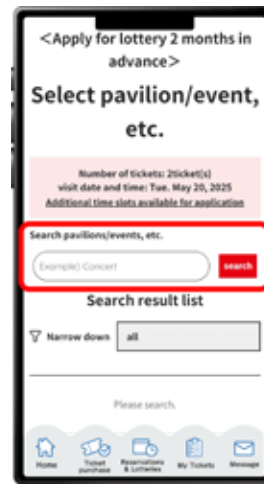 <Apply for lottery 2 months in
advance>
Select pavilion/event,
etc.
Number of tickets: 2ticket(s)
visit date and time: Tue. May 20, 2025
Additional time slots available for application
Search pavilions/events, etc.
Example) Concert
search
Search result list
Narrow down
all
Please search.
Home
Ticket
purchase
Reservations
& Lotteries
My Tickets
Message